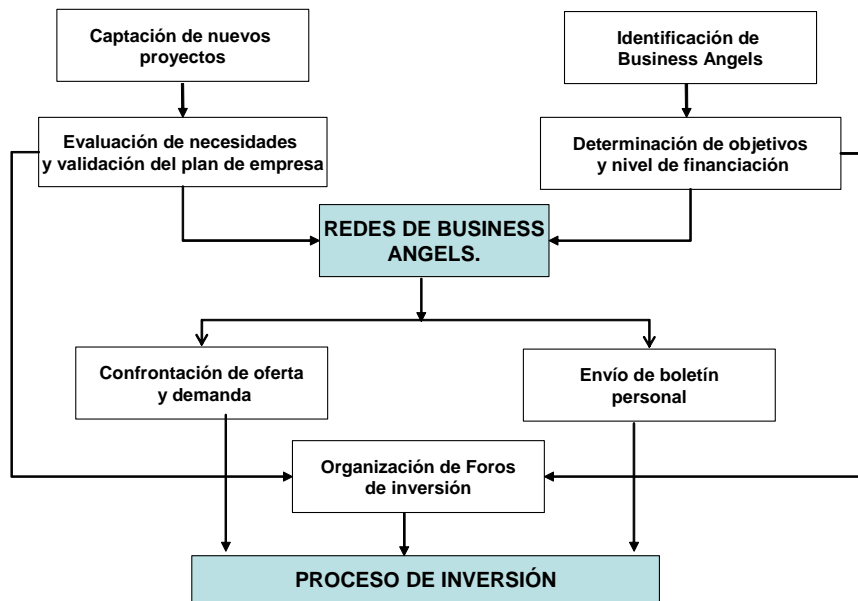 Captación de nuevos
proyectos
Identificación de
Business Angels
Evaluación de necesidades
y validación del plan de empresa
Determinación de objetivos
y nivel de financiación
REDES DE BUSINESS
ANGELS.
Confrontación de oferta
y demanda
Envío de boletín
personal
Organización de Foros
de inversión
PROCESO DE INVERSIÓN